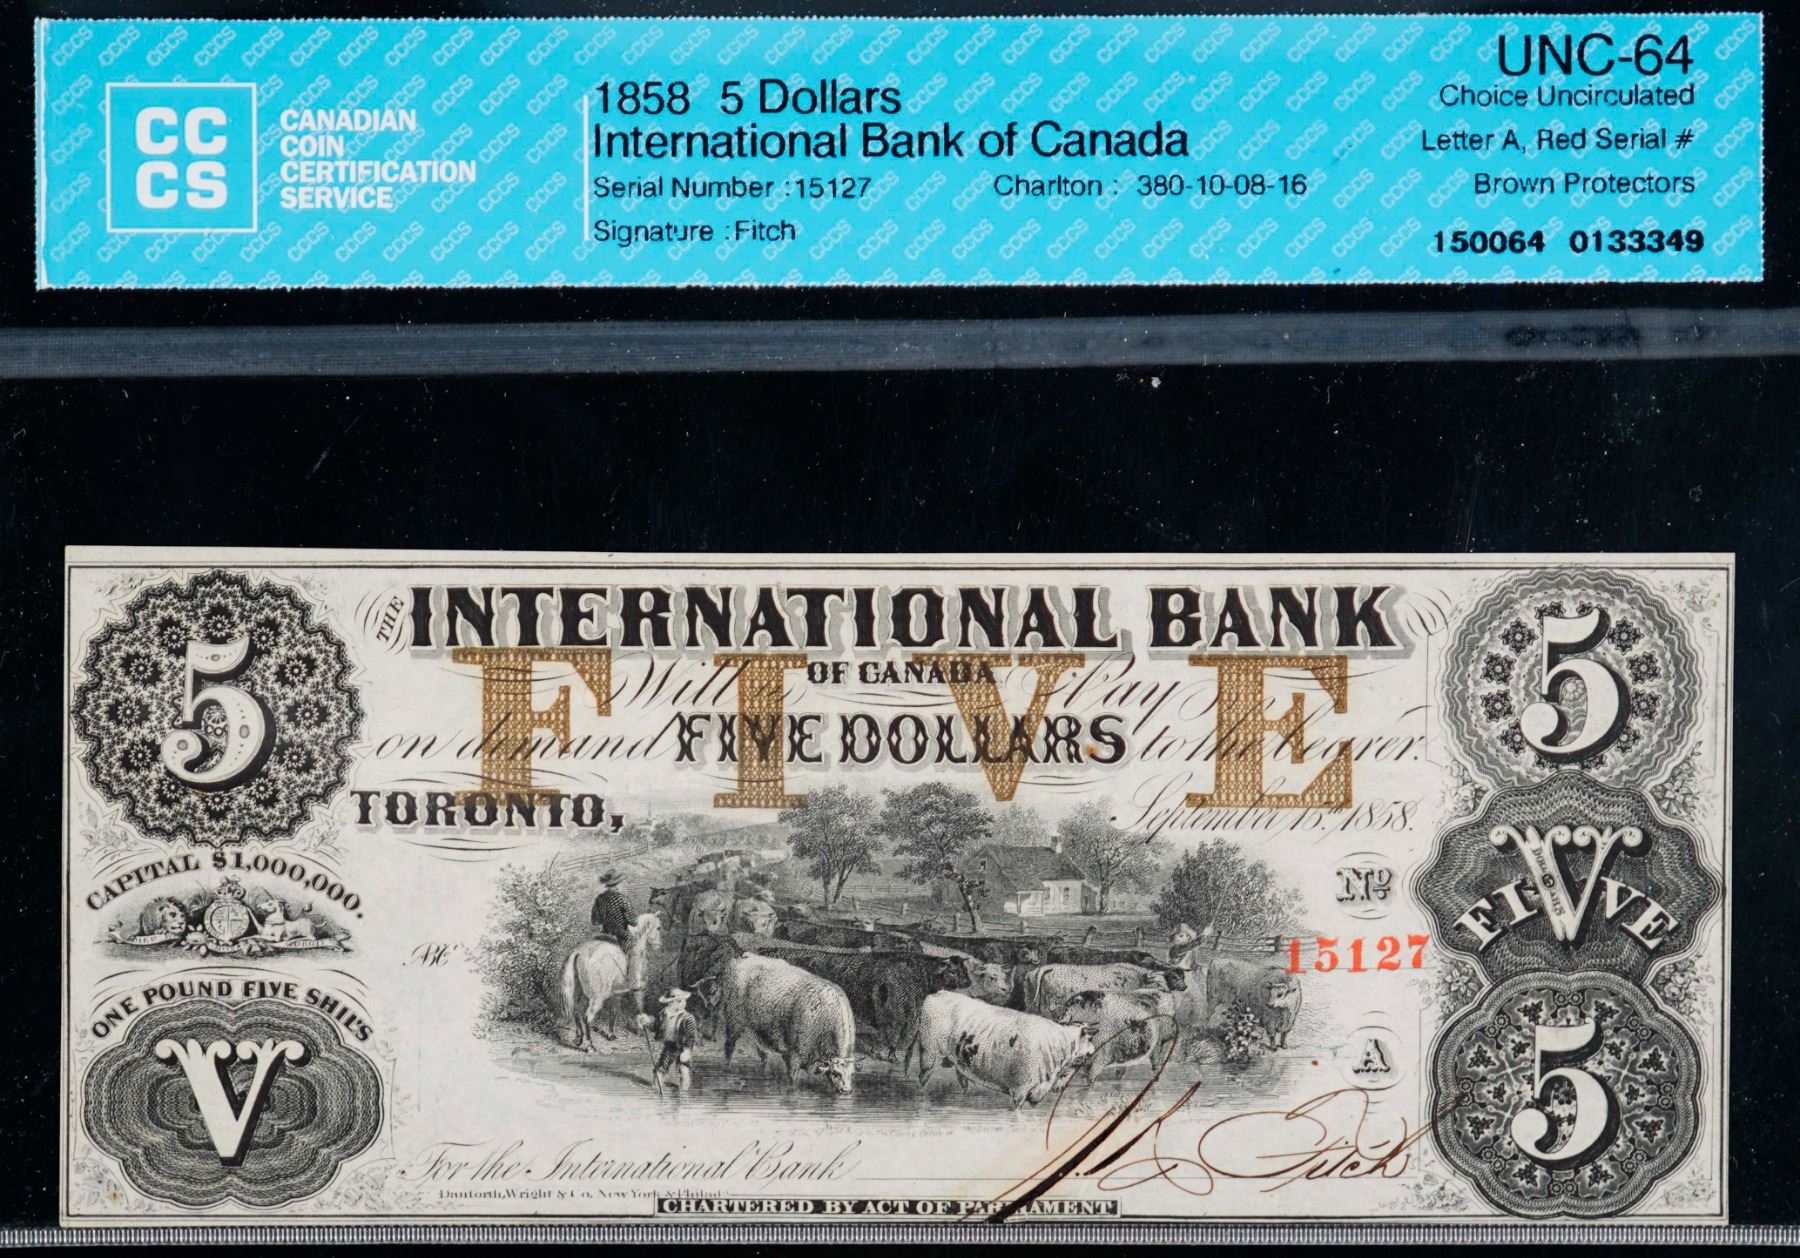 CC
CS
CANADIAN
COIN
CERTIFICATION
SERVICE
1858 5 Dollars
International Bank of Canada
Serial Number :15127 Charlton : 380-10-08-16
Signature :Fitch
UNC-64
Choice Uncirculated
Letter A, Red Serial #
Brown Protectors
150064 0133349
THE INTERNATIONAL BANK
OF CANADA
FIVE
Will Pay
on demand FIVE DOLLARS to the bearer.
TORONTO, September 15th 1858.
5
CAPITAL $1,000,000.
ONE POUND FIVE SHIL'S
V
No
15127
A
5
FIVE
V
DOLLARS
5
J. C. Fitch
For the International Bank
Danforth, Wright & Co. New York & Philad
CHARTERED BY ACT OF PARLIAMENT